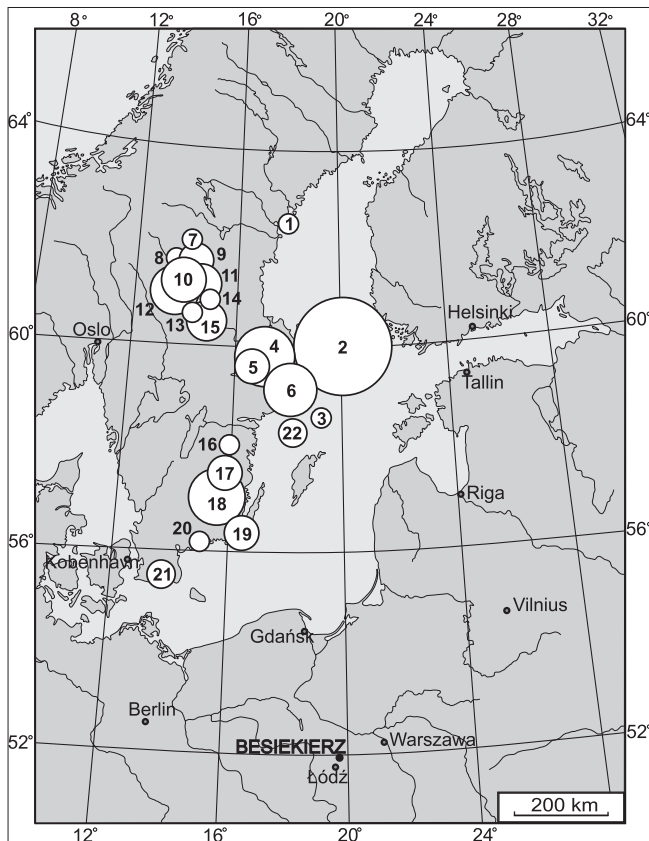 8° 12° 16° 20° 24° 26° 28° 32°
64° 64°
1
7
8 9
10 11
12 14
13 15
Oslo 60° Helsinki 60°
2
4
5 Tallin
6
3
22
16
17
18 Riga
19
20
56° 56°
Kobenhavn
21
Vilnius
Gdańsk
Berlin
52° BESIEKIERZ Warszawa 52°
Łódź
200 km
12° 16° 20° 24°